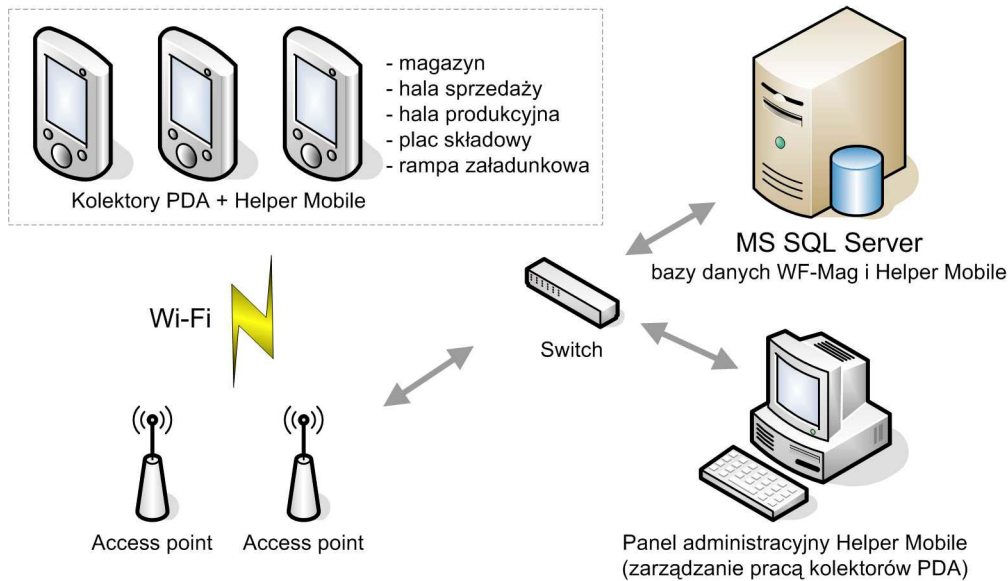 - magazyn
- hala sprzedaży
- hala produkcyjna
- plac składowy
- rampa załadunkowa
Kolektory PDA + Helper Mobile
MS SQL Server
bazy danych WF-Mag i Helper Mobile
Wi-Fi
Switch
Access point
Access point
Panel administracyjny Helper Mobile
(zarządzanie pracą kolektorów PDA)